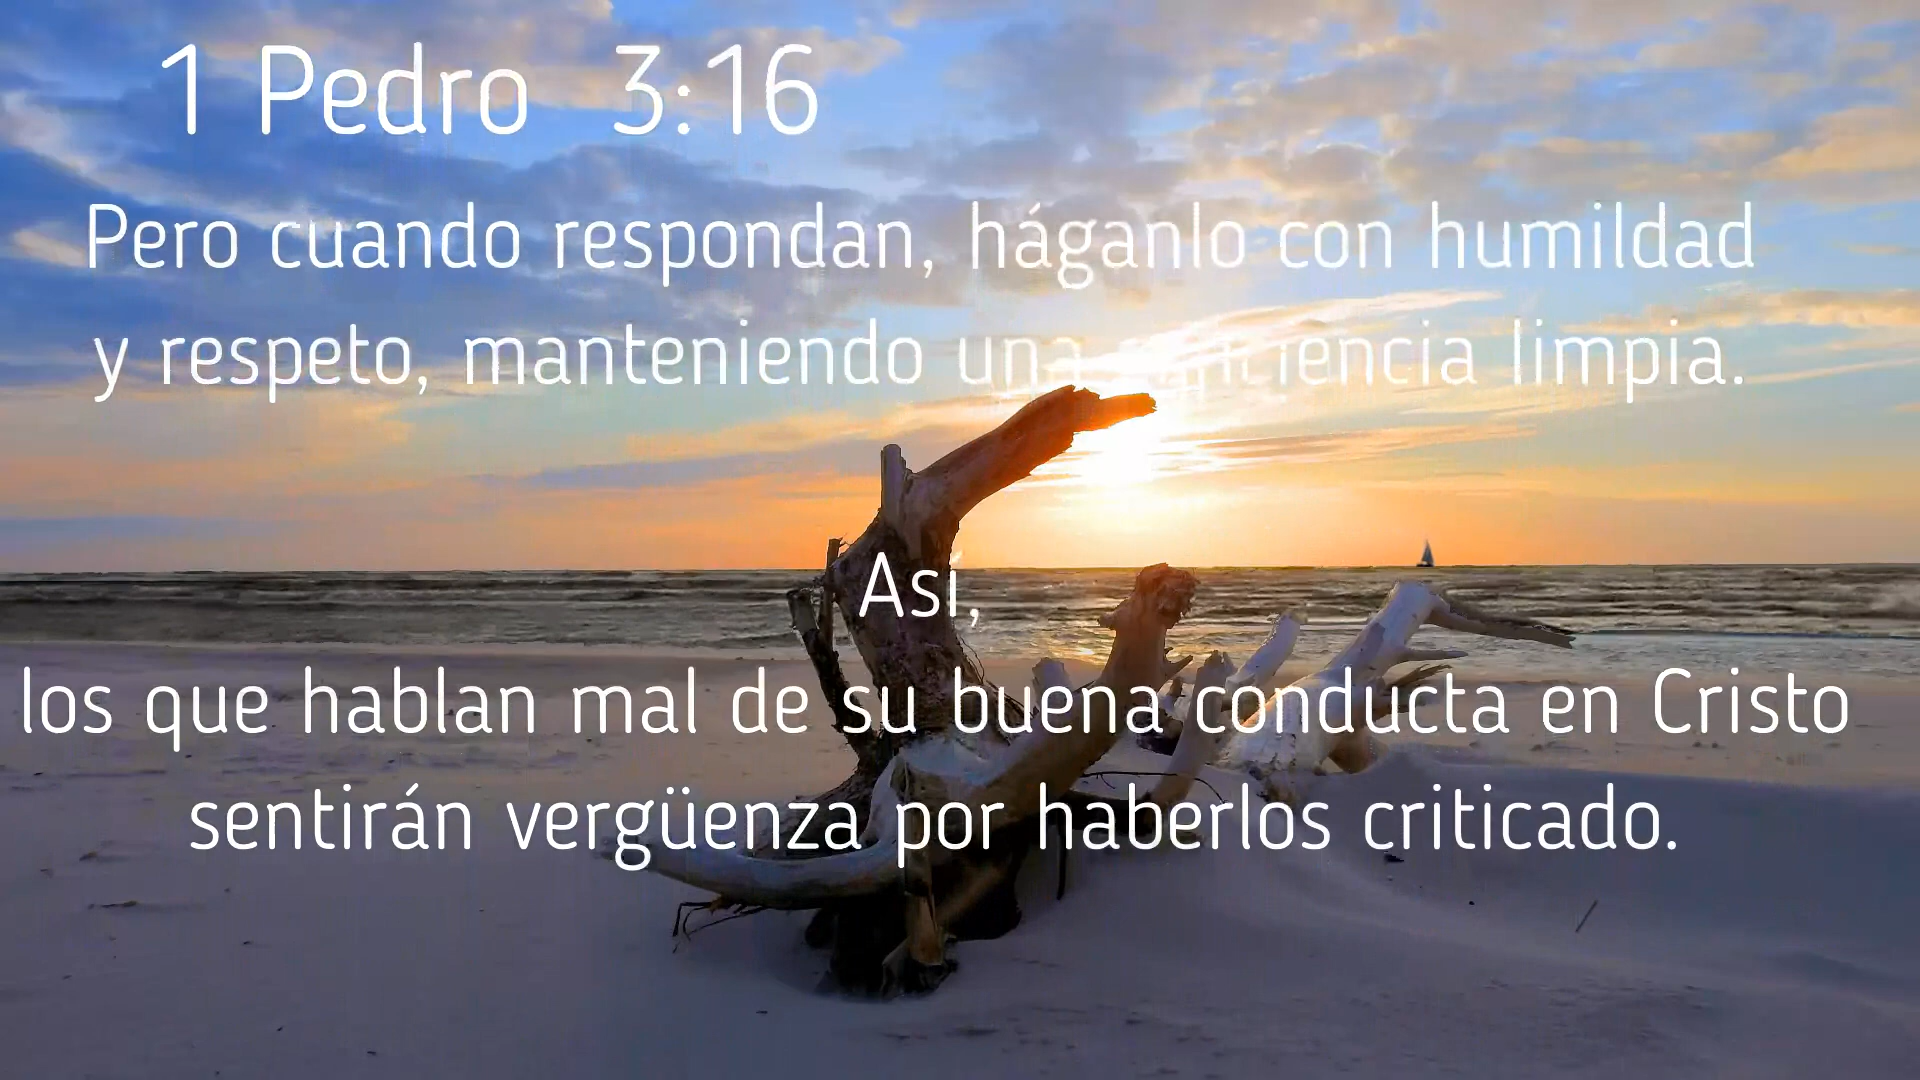 1 Pedro 3:16
Pero cuando respondan, háganlo con humildad
y respeto, manteniendo una conciencia limpia.
Así,
los que hablan mal de su buena conducta en Cristo
sentirán vergüenza por haberlos criticado.